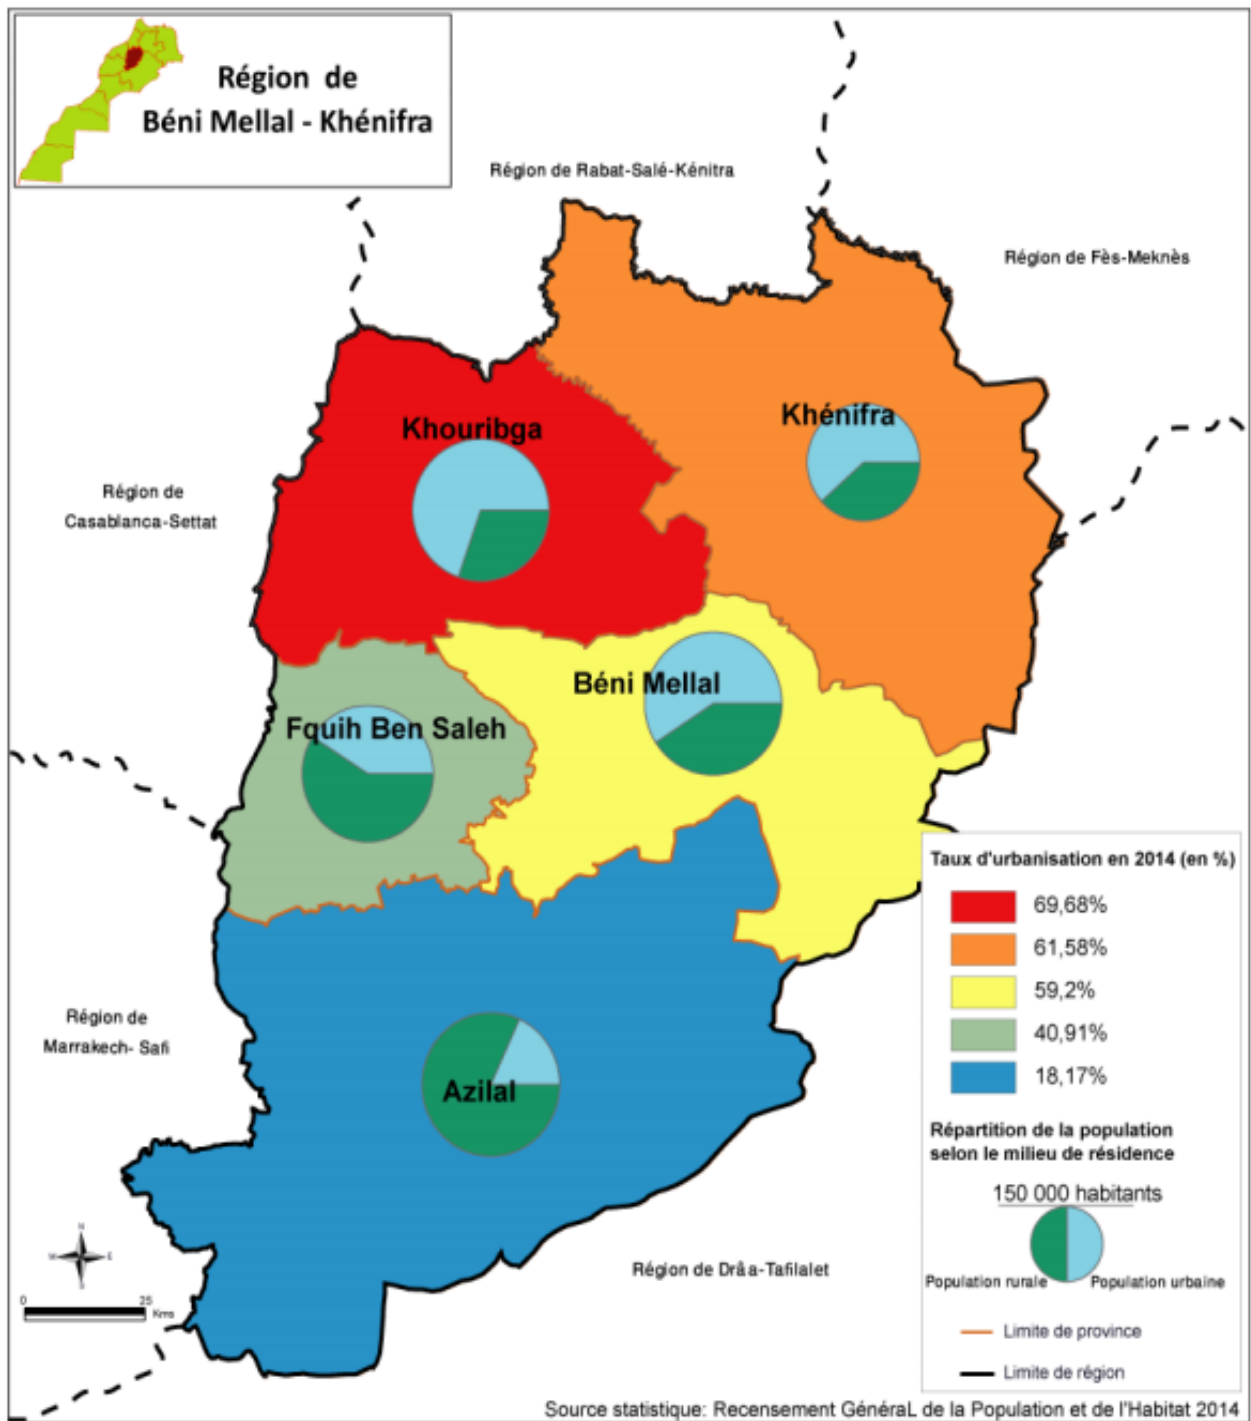 Région de
Béni Mellal - Khénifra
Région de Rabat-Salé-Kénitra
Région de Fès-Meknès
Khénifra
Khouribga
Région de
Casablanca-Settat
Béni Mellal
Fquih Ben Saleh
Taux d'urbanisation en 2014 (en %)
69,68%
61,58%
59,2%
40,91%
18,17%
Région de
Marrakech- Safi
Azilal
Répartition de la population
selon le milieu de résidence
150 000 habitants
Population rurale
Population urbaine
N
W
E
S
Région de Drâa-Tafilalet
0
25
Kms
Limite de province
Limite de région
Source statistique: Recensement GénéraL de la Population et de l'Habitat 2014